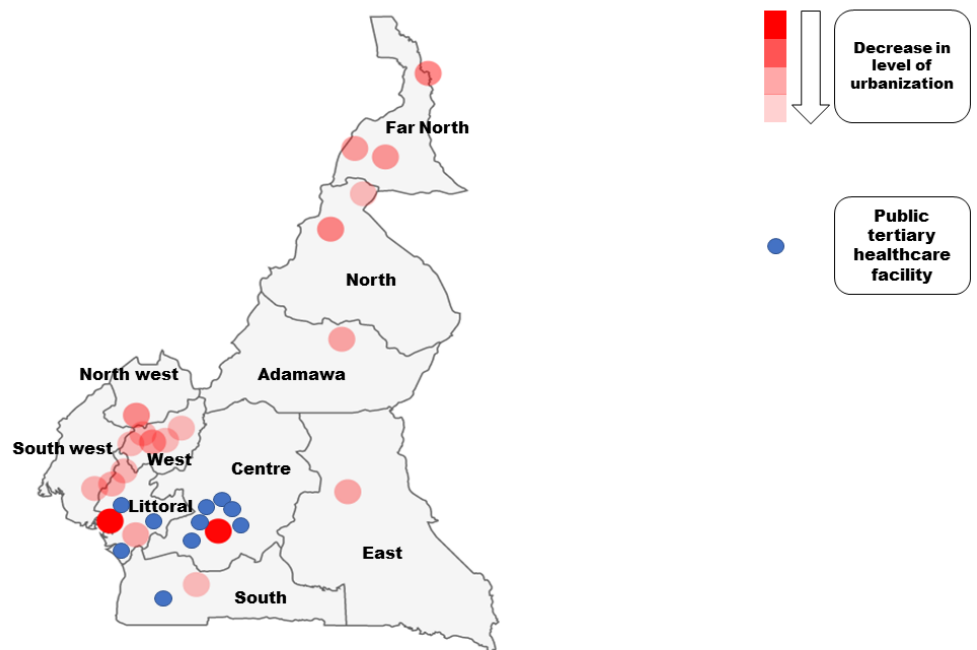 Decrease in
level of
urbanization
Far North
Public
tertiary
healthcare
facility
North
North west
Adamawa
South west
West
Centre
Littoral
East
South